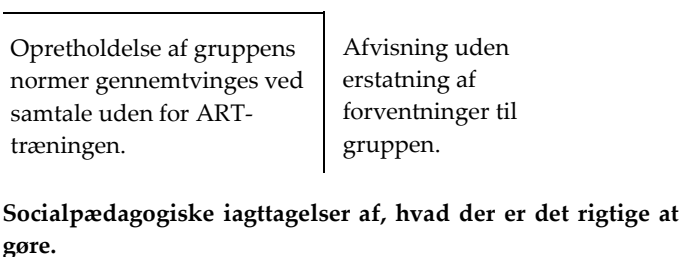 Opretholdelse af gruppens
normer gennemtvinges ved
samtale uden for ART-
træningen.
Afvisning uden
erstatning af
forventninger til
gruppen.
Socialpædagogiske iagttagelser af, hvad der er det rigtige at
gøre.